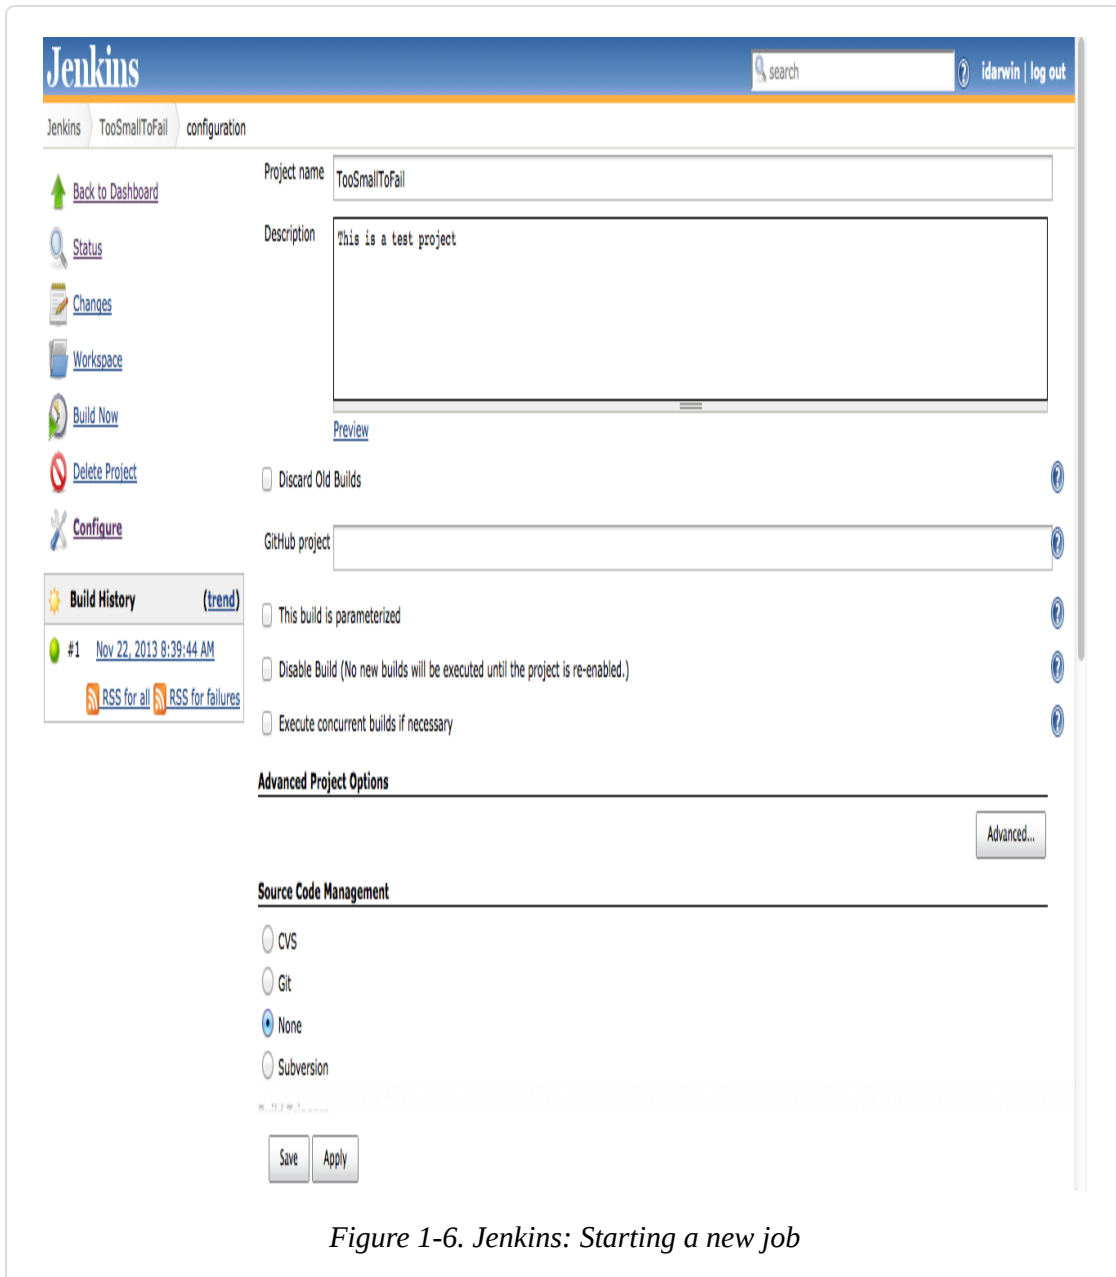 Jenkins
search
idarwin | log out
Jenkins TooSmallToFail configuration
Back to Dashboard
Status
Changes
Workspace
Build Now
Delete Project
Configure
Build History (trend)
#1 Nov 22, 2013 8:39:44 AM
RSS for all RSS for failures
Project name TooSmallToFail
Description This is a test project
Preview
Discard Old Builds
GitHub project
This build is parameterized
Disable Build (No new builds will be executed until the project is re-enabled.)
Execute concurrent builds if necessary
Advanced Project Options
Advanced...
Source Code Management
CVS
Git
None
Subversion
Save Apply
Figure 1-6. Jenkins: Starting a new job